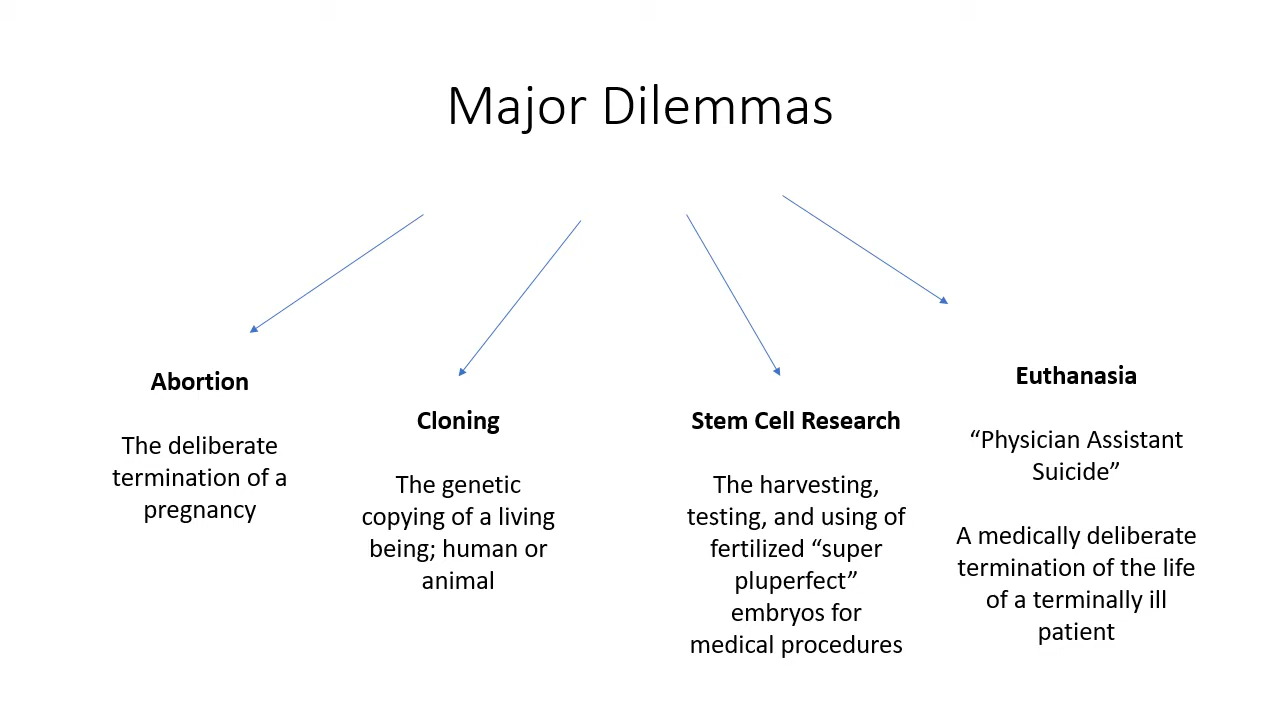 Major Dilemmas
Abortion
The deliberate
termination of a
pregnancy
Cloning
The genetic
copying of a living
being; human or
animal
Stem Cell Research
The harvesting,
testing, and using of
fertilized “super
pluperfect”
embryos for
medical procedures
Euthanasia
“Physician Assistant
Suicide”
A medically deliberate
termination of the life
of a terminally ill
patient